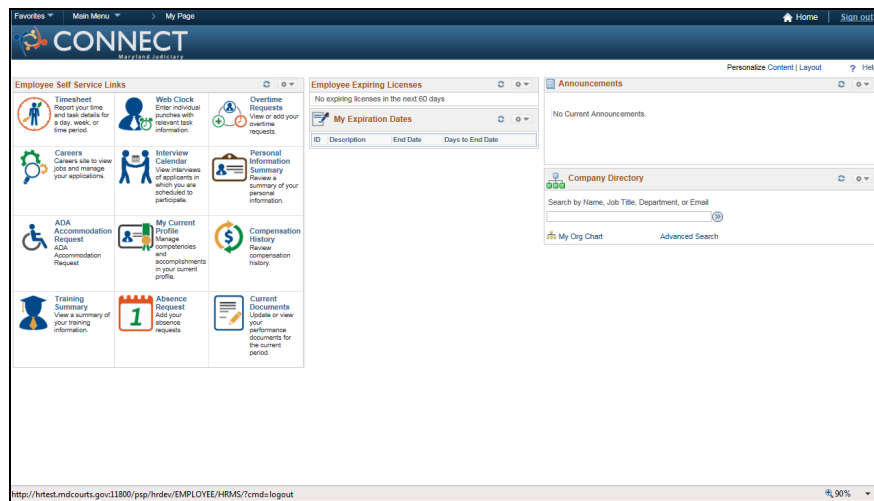 Favorites Main Menu > My Page Home Sign out
CONNECT
Maryland Judiciary
Personalize Content | Layout ? Hel
Employee Self Service Links
Timesheet
Report your time
and task details for
a day, week, or
time period.
Web Clock
Enter individual
punches with
relevant task
information.
Overtime
Requests
View or add your
overtime
requests.
Careers
Careers site to view
jobs and manage
your applications.
Interview
Calendar
View interviews
of applicants in
which you are
scheduled to
participate.
Personal
Information
Summary
Review a
summary of your
personal
information.
ADA
Accommodation
Request
ADA
Accommodation
Request
My Current
Profile
Manage
competencies
and
accomplishments
in your current
profile.
Compensation
History
Review
compensation
history.
Training
Summary
View a summary of
your training
information.
1
Absence
Request
Add your
absence
requests
Current
Documents
Update or view
your
performance
documents for
the current
period.
Employee Expiring Licenses
No expiring licenses in the next 60 days
My Expiration Dates
ID Description End Date Days to End Date
Announcements
No Current Announcements.
Company Directory
Search by Name, Job Title, Department, or Email
My Org Chart Advanced Search
http://hrtest.mdcourts.gov:11800/psp/hrdev/EMPLOYEE/HRMS/?cmd=logout 90%